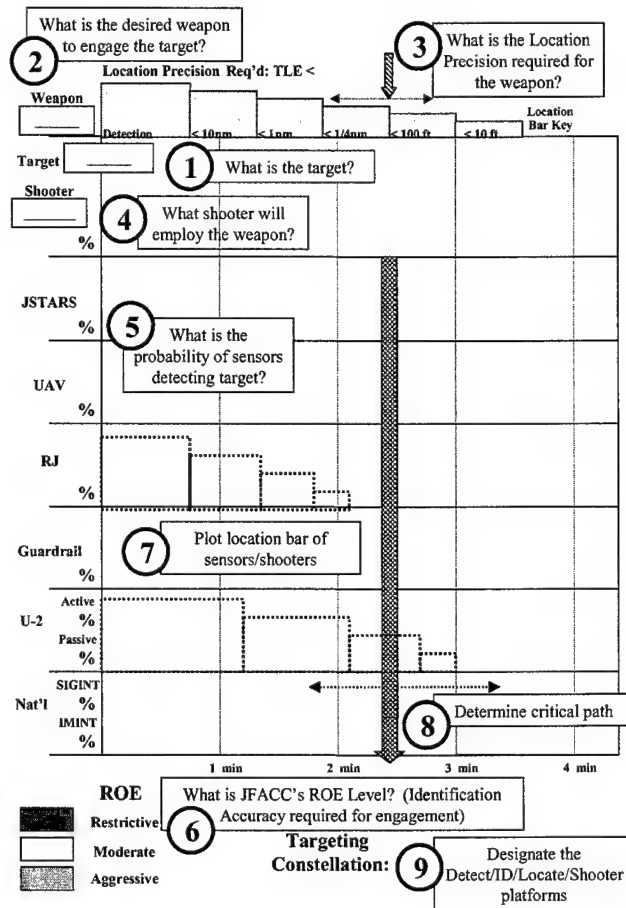 What is the desired weapon
to engage the target?
2
3
What is the Location
Precision required for
the weapon?
Location Precision Req'd: TLE <
Weapon
Location
Bar Key
Detection
< 10nm
< 1nm
< 1/4nm
< 100 ft
< 10 ft
Target
1
What is the target?
Shooter
4
What shooter will
employ the weapon?
%
JSTARS
%
5
What is the
probability of sensors
detecting target?
UAV
%
RJ
%
Guardrail
%
7
Plot location bar of
sensors/shooters
U-2
Active
%
Passive
%
Nat'l
SIGINT
%
IMINT
%
8
Determine critical path
1 min
2 min
3 min
4 min
ROE
Restrictive
Moderate
Aggressive
6
What is JFACC's ROE Level? (Identification
Accuracy required for engagement)
Targeting
Constellation:
9
Designate the
Detect/ID/Locate/Shooter
platforms